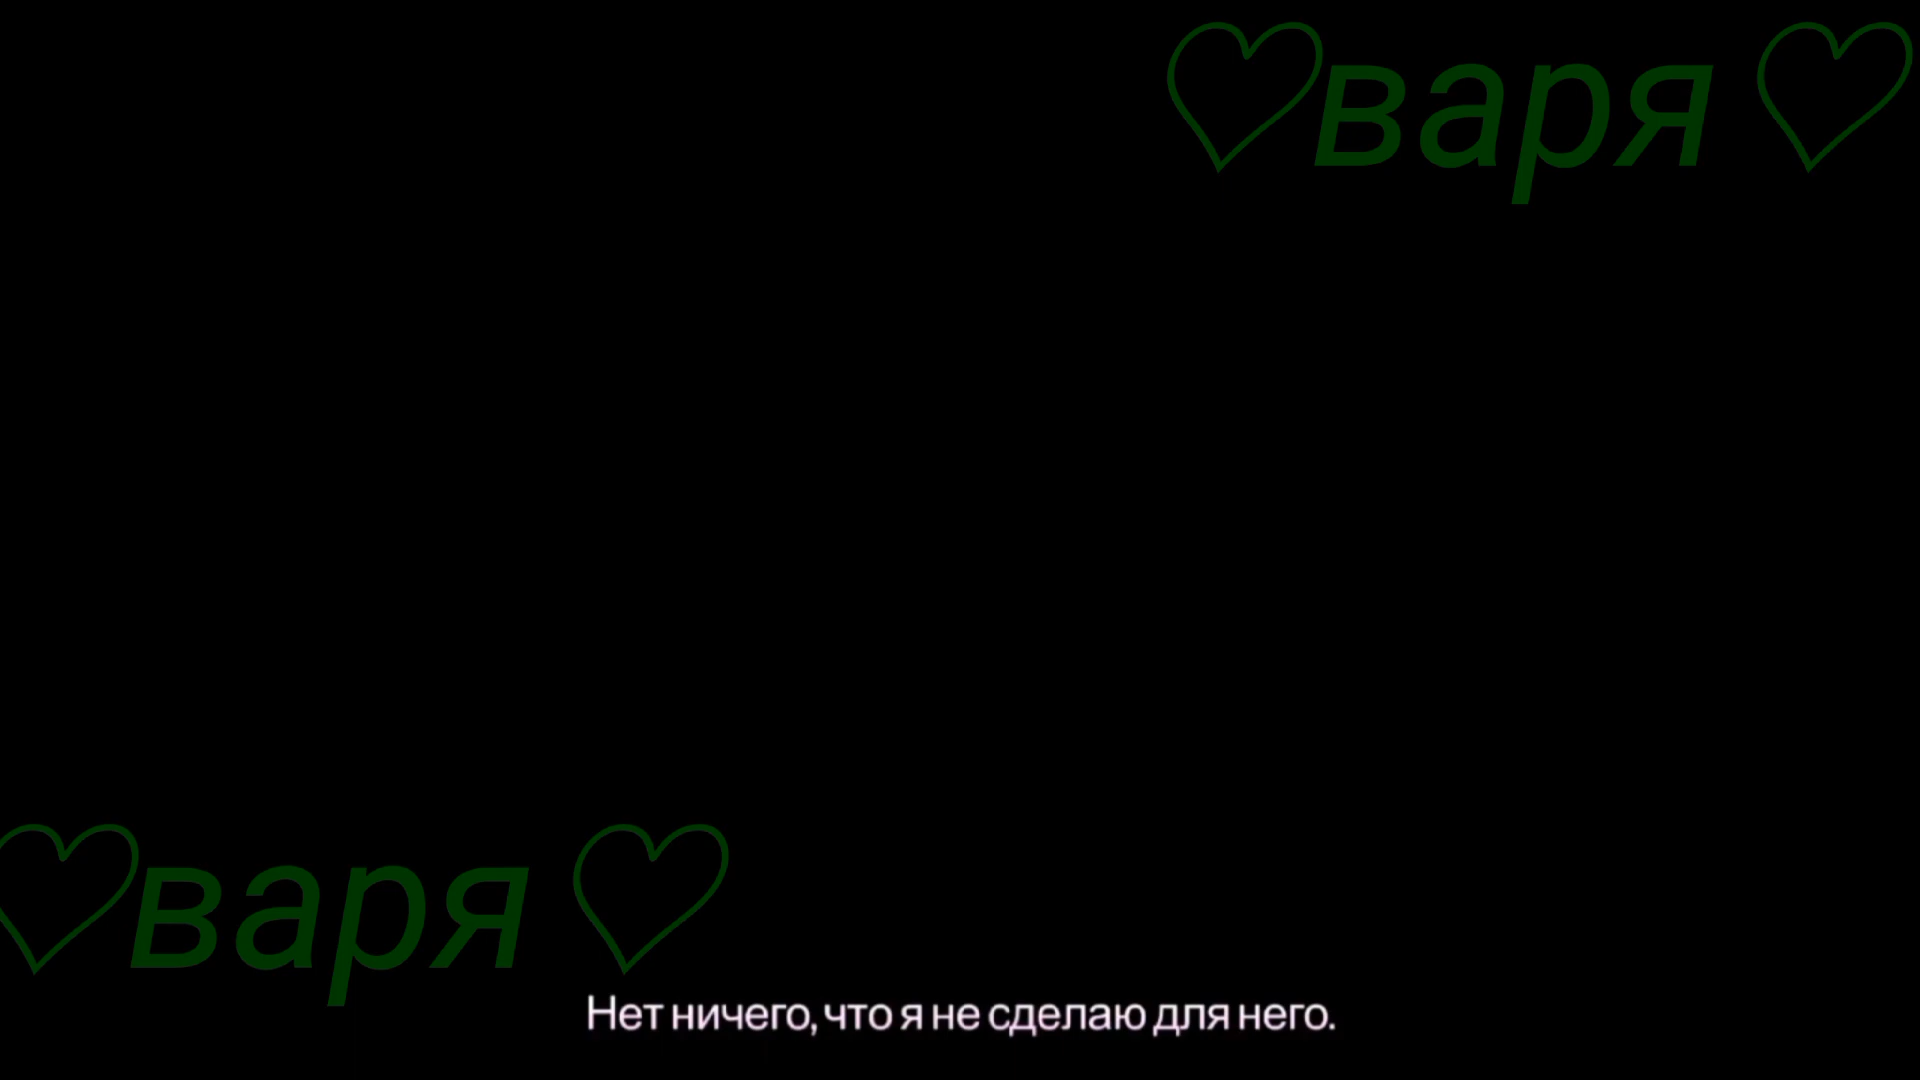 ♡варя ♡
♡варя ♡
Нет ничего, что я не сделаю для него.